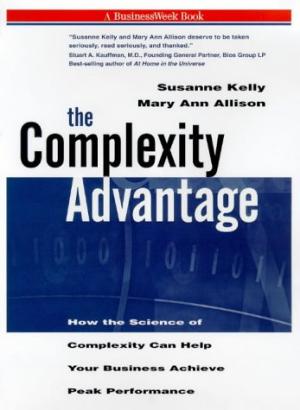 A BusinessWeek Book
"Susanne Kelly and Mary Ann Allison deserve to be taken
seriously, read seriously, and thanked."
Stuart A. Kauffman, M.D., Founding General Partner, Bios Group LP
Best-selling author of At Home in the Universe
Susanne Kelly
Mary Ann Allison
the
Complexity
Advantage
How the Science of
Complexity Can Help
Your Business Achieve
Peak Performance